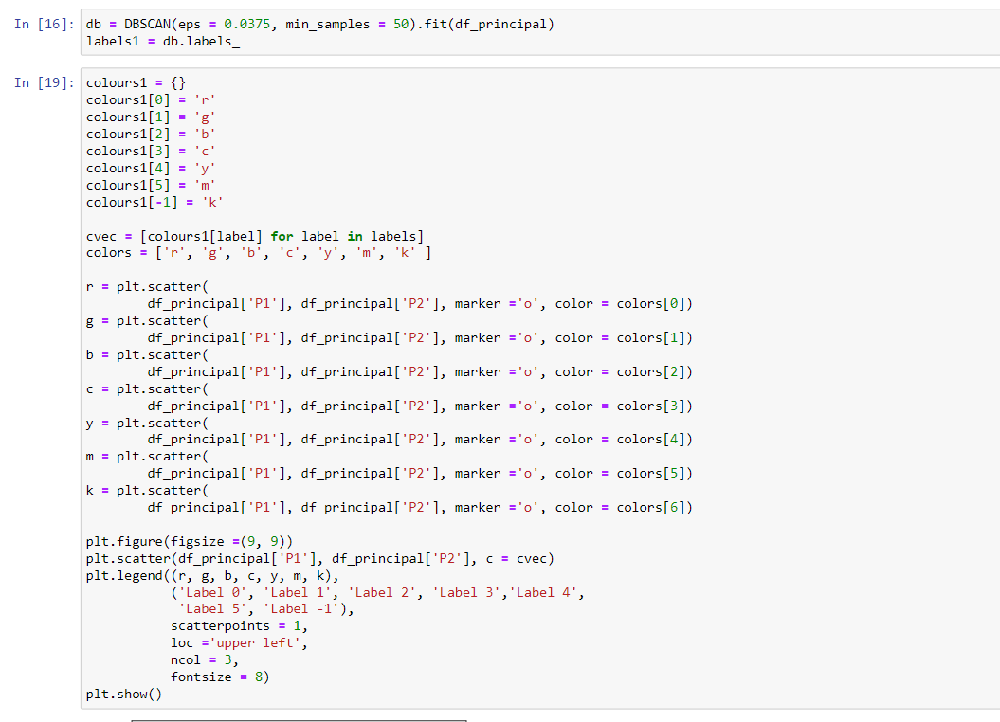 In [16]: db = DBSCAN(eps = 0.0375, min_samples = 50).fit(df_principal)
labels1 = db.labels_
In [19]: colours1 = {}
colours1[0] = 'r'
colours1[1] = 'g'
colours1[2] = 'b'
colours1[3] = 'c'
colours1[4] = 'y'
colours1[5] = 'm'
colours1[-1] = 'k'
cvec = [colours1[label] for label in labels]
colors = ['r', 'g', 'b', 'c', 'y', 'm', 'k' ]
r = plt.scatter(
df_principal['P1'], df_principal['P2'], marker ='o', color = colors[0])
g = plt.scatter(
df_principal['P1'], df_principal['P2'], marker ='o', color = colors[1])
b = plt.scatter(
df_principal['P1'], df_principal['P2'], marker ='o', color = colors[2])
c = plt.scatter(
df_principal['P1'], df_principal['P2'], marker ='o', color = colors[3])
y = plt.scatter(
df_principal['P1'], df_principal['P2'], marker ='o', color = colors[4])
m = plt.scatter(
df_principal['P1'], df_principal['P2'], marker ='o', color = colors[5])
k = plt.scatter(
df_principal['P1'], df_principal['P2'], marker ='o', color = colors[6])
plt.figure(figsize =(9, 9))
plt.scatter(df_principal['P1'], df_principal['P2'], c = cvec)
plt.legend((r, g, b, c, y, m, k),
('Label 0', 'Label 1', 'Label 2', 'Label 3','Label 4',
'Label 5', 'Label -1'),
scatterpoints = 1,
loc ='upper left',
ncol = 3,
fontsize = 8)
plt.show()